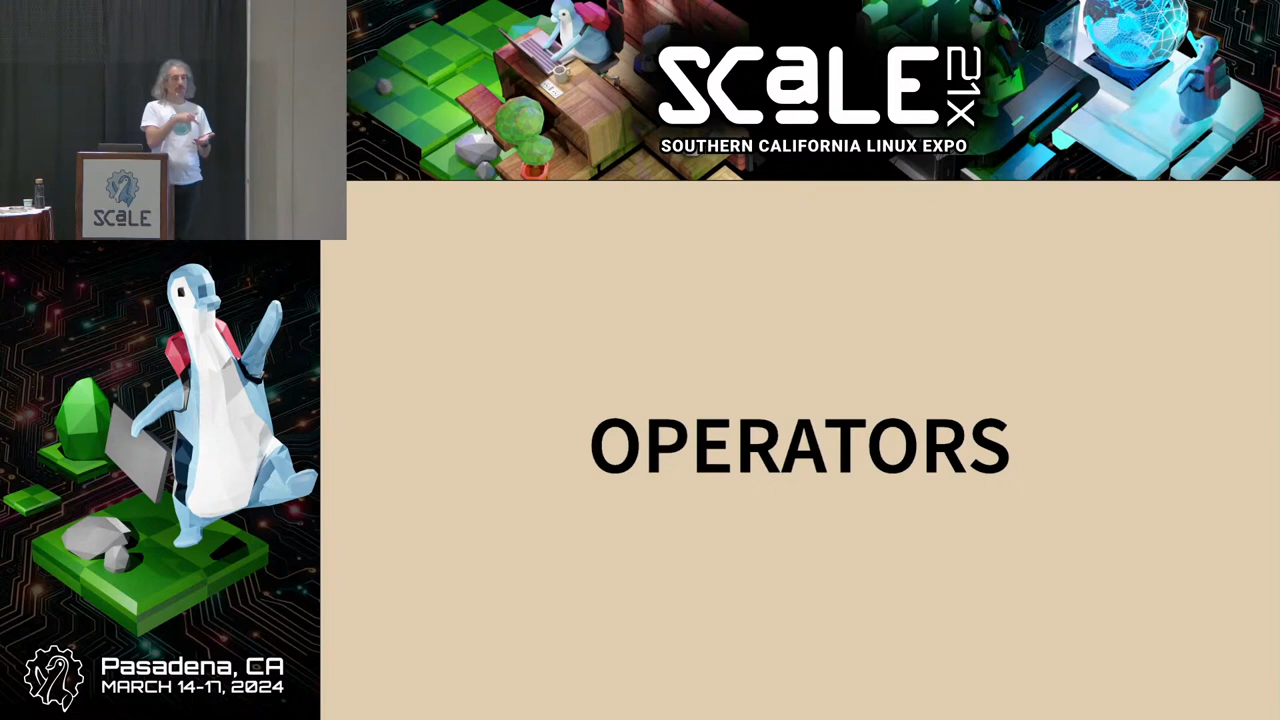 SCaLE
21X
SOUTHERN CALIFORNIA LINUX EXPO
SCaLE
OPERATORS
Pasadena, CA
MARCH 14-17, 2024